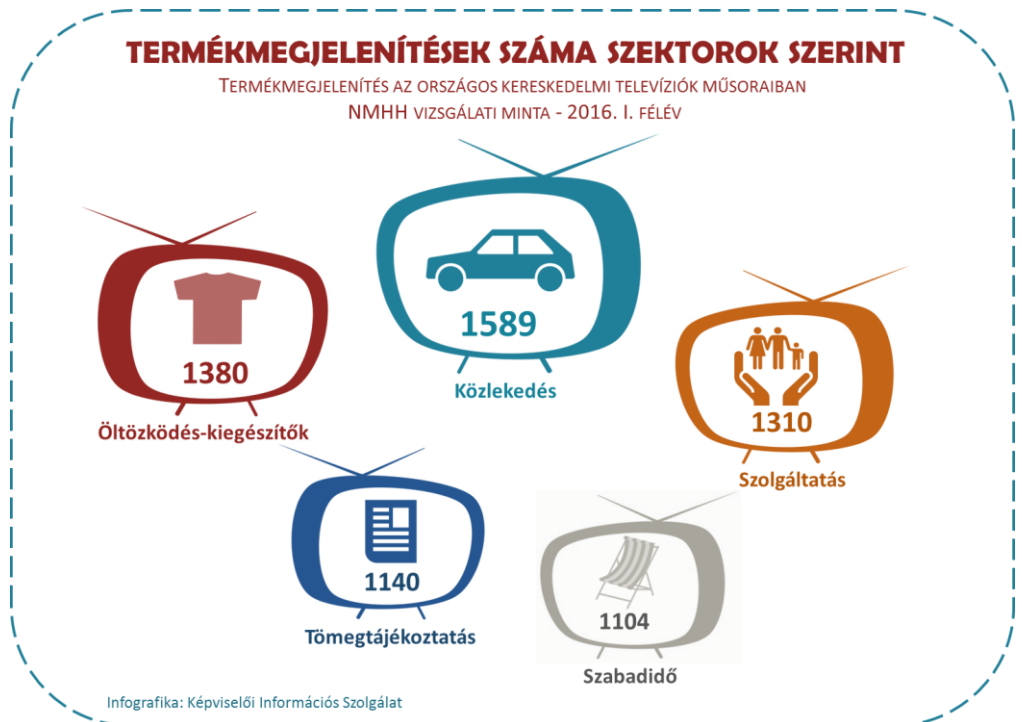 TERMÉKMEGJELENÍTÉSEK SZÁMA SZEKTOROK SZERINT
TERMÉKMEGJELENÍTÉS AZ ORSZÁGOS KERESKEDELMI TELEVÍZIÓK MŰSORAIBAN
NMHH VIZSGÁLATI MINTA - 2016. I. FÉLÉV
1589
Közlekedés
1380
Öltözködés-kiegészítők
1310
Szolgáltatás
1140
Tömegtájékoztatás
1104
Szabadidő
Infografika: Képviselői Információs Szolgálat